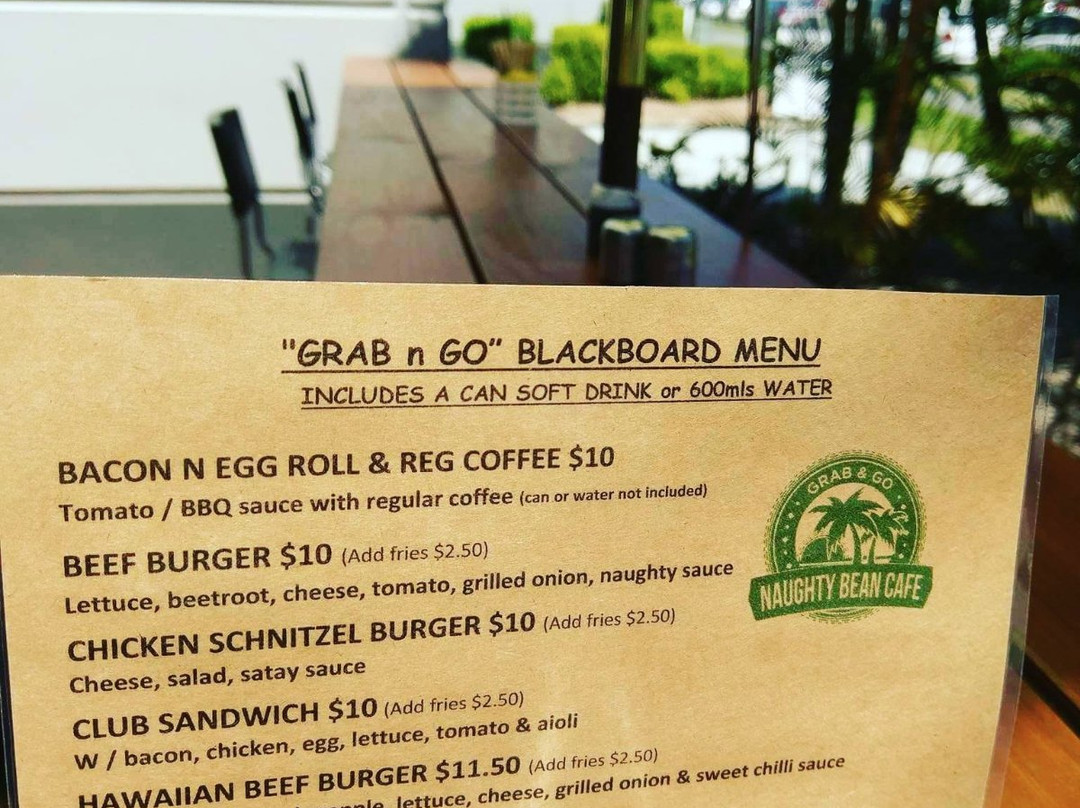 "GRAB n GO" BLACKBOARD MENU
INCLUDES A CAN SOFT DRINK or 600mls WATER
BACON N EGG ROLL & REG COFFEE $10
Tomato / BBQ sauce with regular coffee (can or water not included)
BEEF BURGER $10 (Add fries $2.50)
Lettuce, beetroot, cheese, tomato, grilled onion, naughty sauce
CHICKEN SCHNITZEL BURGER $10 (Add fries $2.50)
Cheese, salad, satay sauce
CLUB SANDWICH $10 (Add fries $2.50)
W / bacon, chicken, egg, lettuce, tomato & aioli
HAWAIIAN BEEF BURGER $11.50 (Add fries $2.50)
lettuce, cheese, grilled onion & sweet chilli sauce
GRAB & GO
NAUGHTY BEAN CAFE